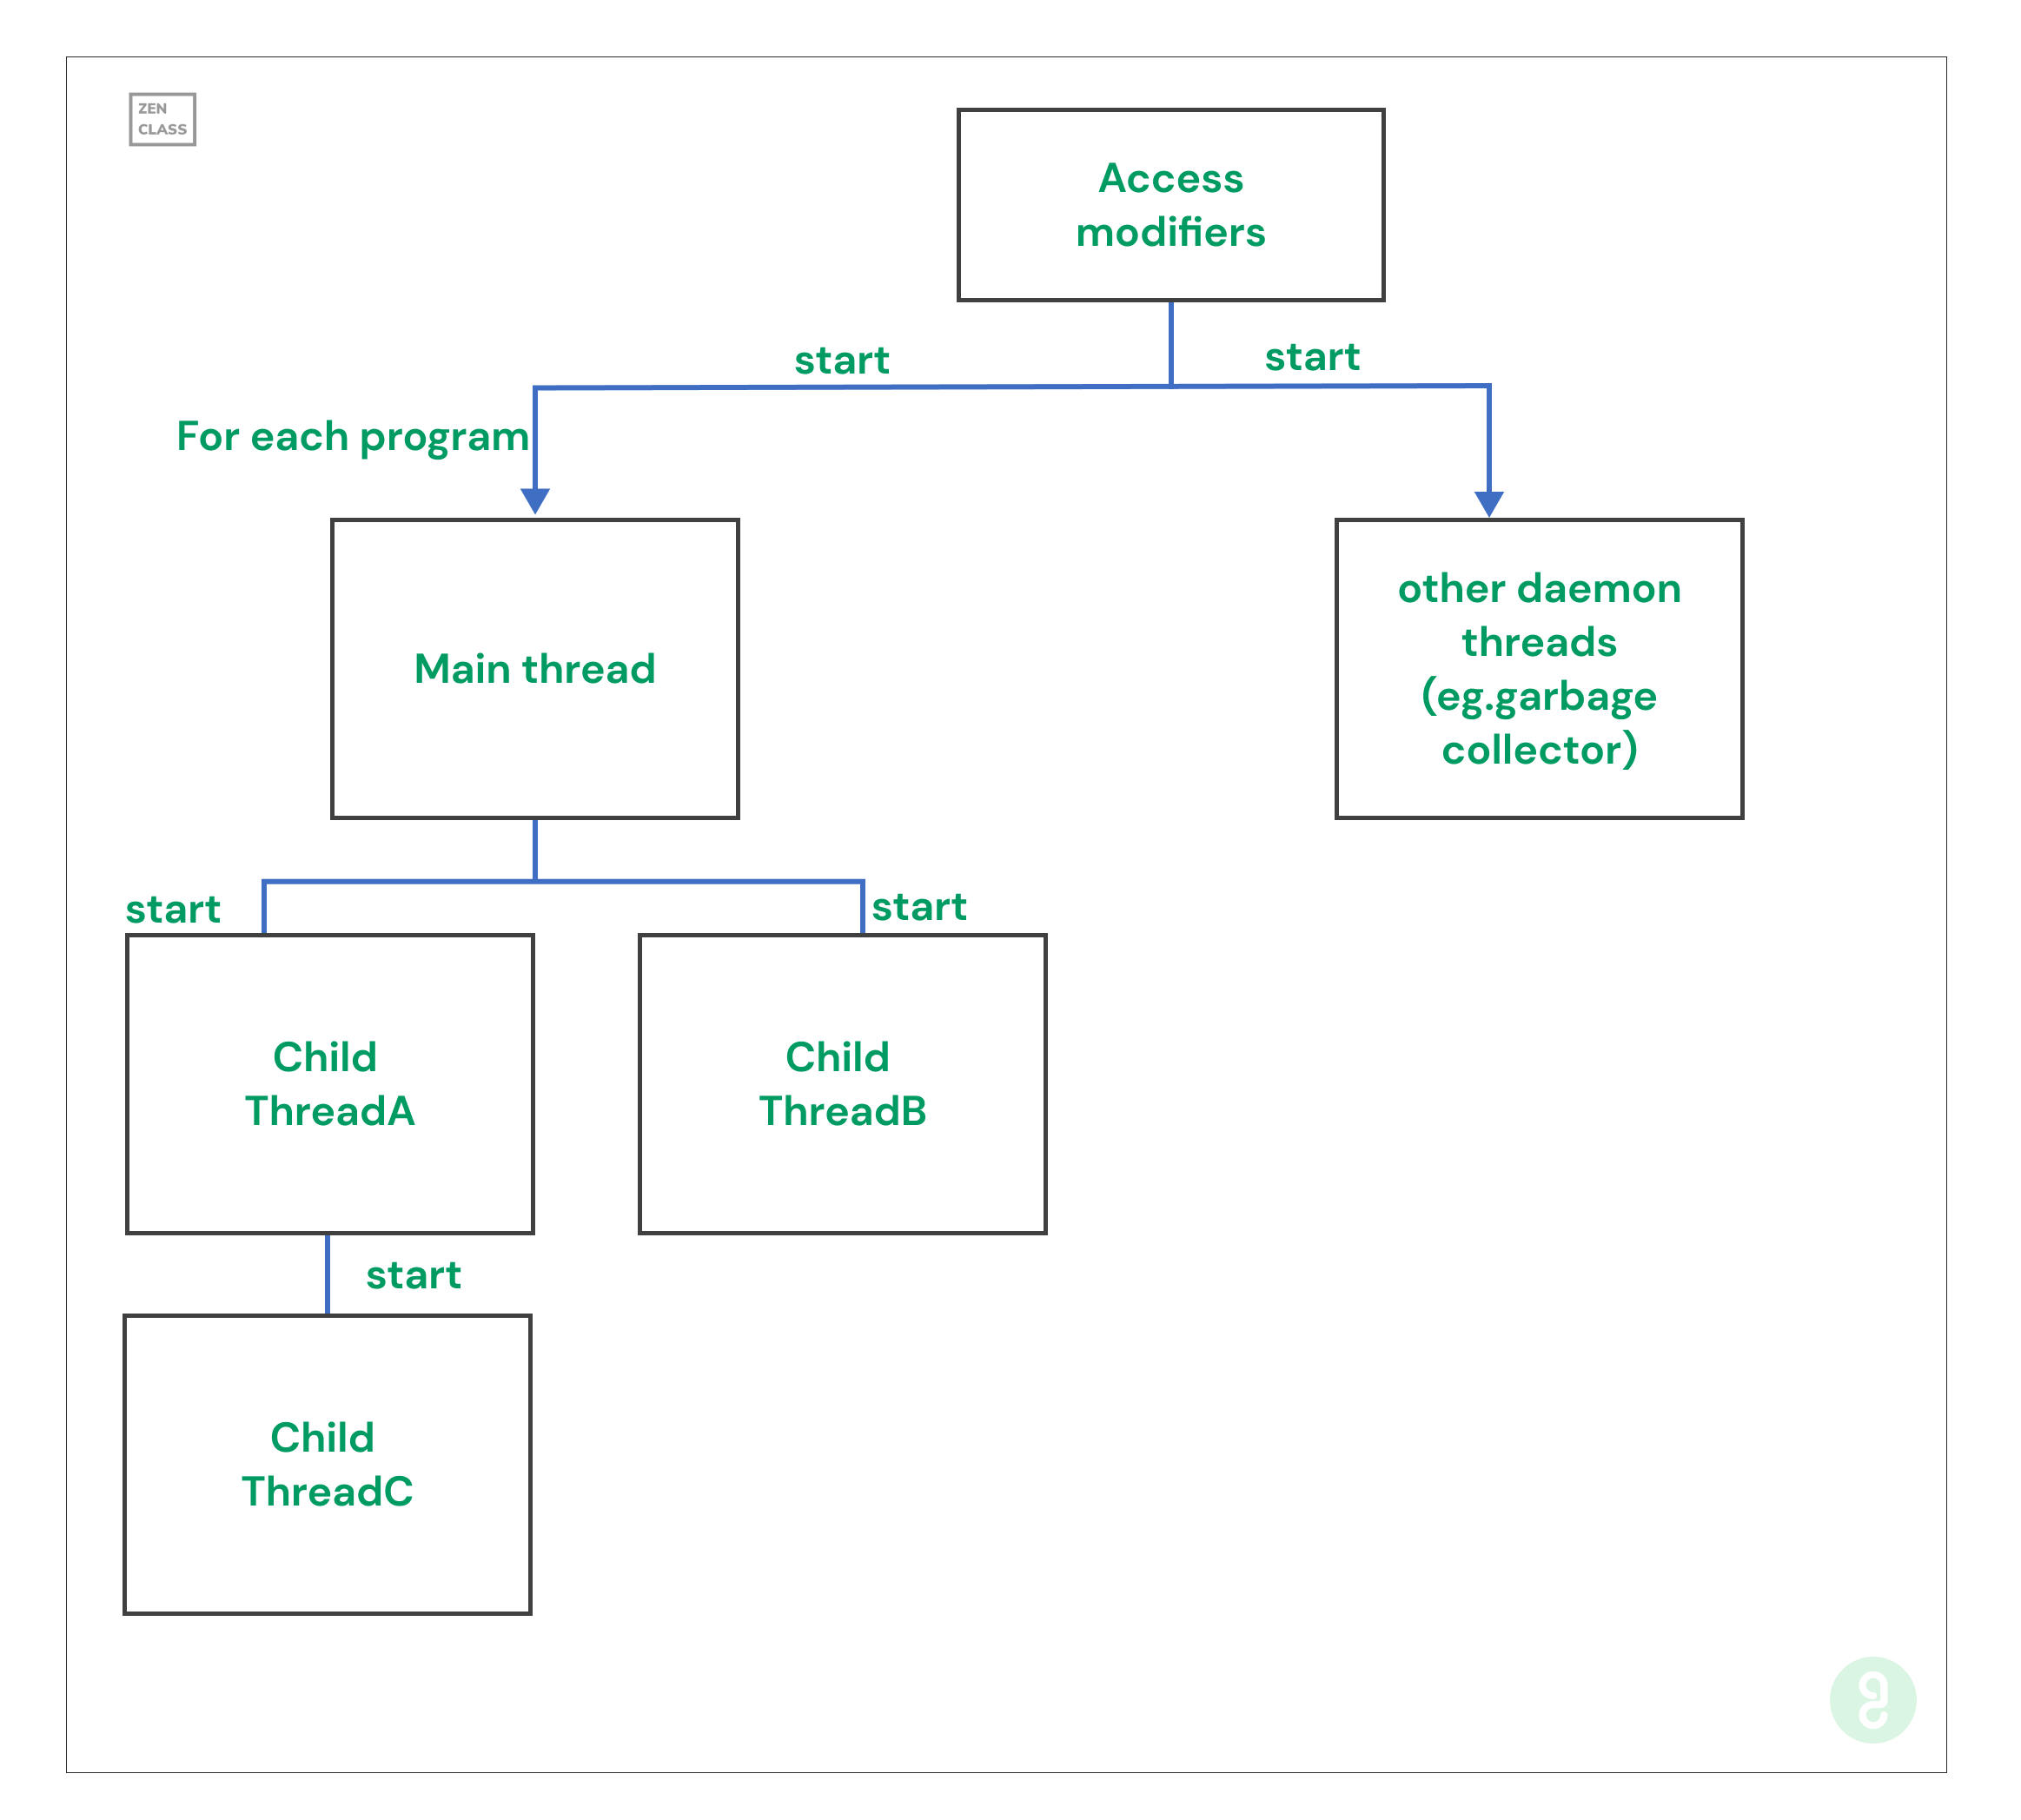 ZEN
CLASS
Access
modifiers
start
start
For each program
Main thread
other daemon
threads
(eg.garbage
collector)
start
start
Child
ThreadA
Child
ThreadB
start
Child
ThreadC